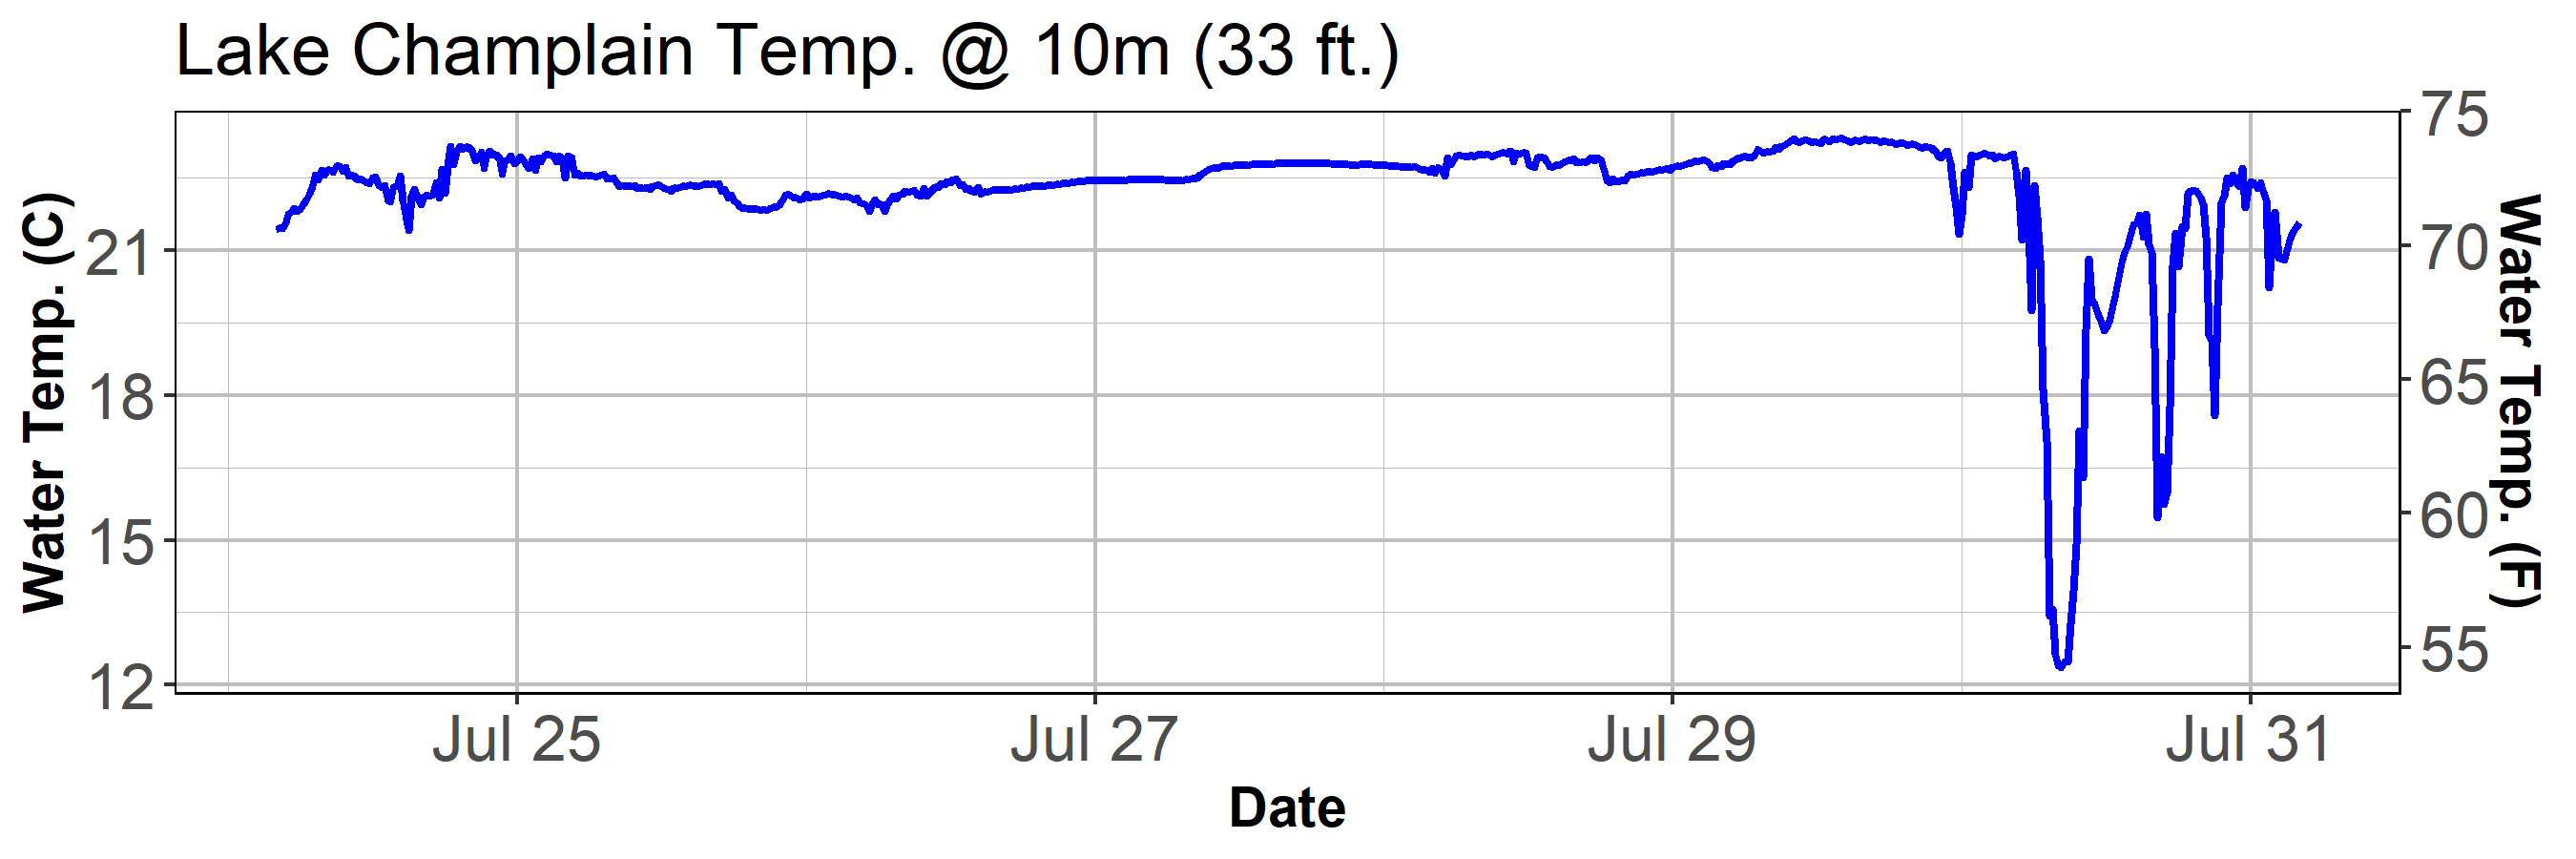 Lake Champlain Temp. @ 10m (33 ft.)
Water Temp. (C)
21
18
15
12
75
70
65
60
55
Water Temp. (F)
Jul 25
Jul 27
Jul 29
Jul 31
Date